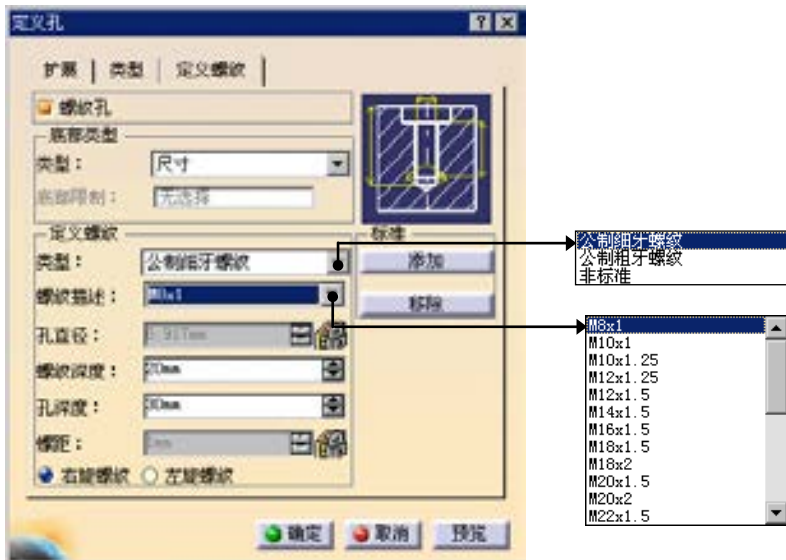 定义孔
扩展 类型 定义螺纹
螺纹孔
底部类型
类型： 尺寸
底部限制： 无选择
定义螺纹
类型： 公制细牙螺纹
螺纹描述： M8x1
孔直径： 6.917mm
螺纹深度： 20mm
孔深度： 30mm
螺距： 1mm
右旋螺纹 左旋螺纹
标准
添加
移除
确定 取消 预览
公制细牙螺纹
公制粗牙螺纹
非标准
M8x1
M10x1
M10x1.25
M12x1.25
M12x1.5
M14x1.5
M16x1.5
M18x1.5
M18x2
M20x1.5
M20x2
M22x1.5